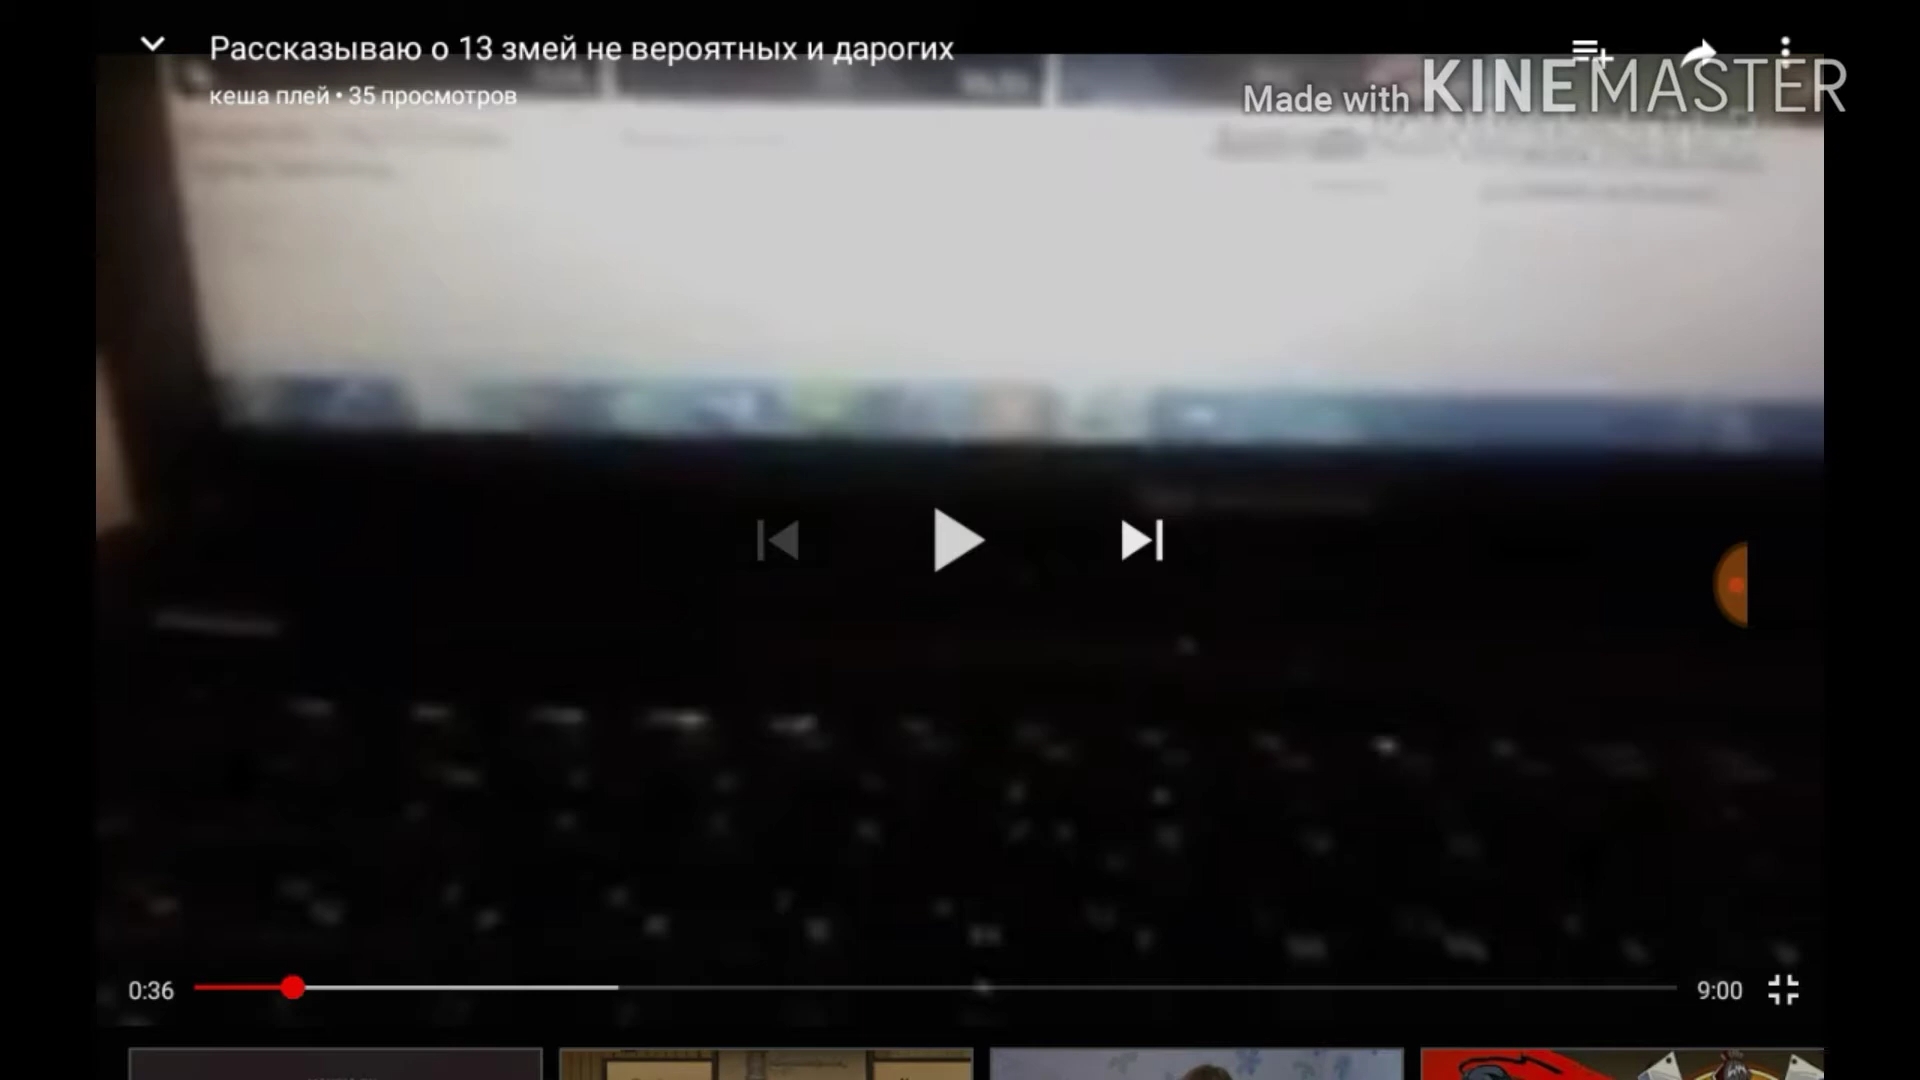 Рассказываю о 13 змей не вероятных и дарогих
кеша плей • 35 просмотров
Made with KINEMASTER
0:36
9:00